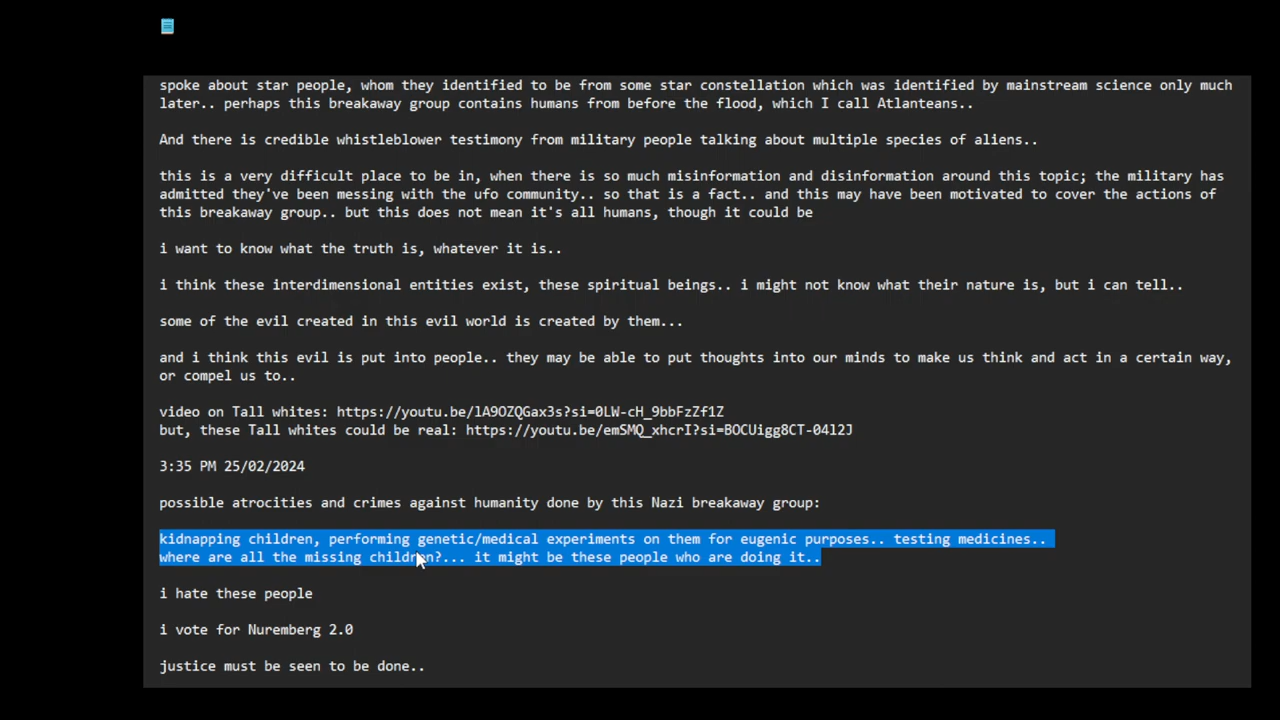 spoke about star people, whom they identified to be from some star constellation which was identified by mainstream science only much
later.. perhaps this breakaway group contains humans from before the flood, which I call Atlanteans..
And there is credible whistleblower testimony from military people talking about multiple species of aliens..
this is a very difficult place to be in, when there is so much misinformation and disinformation around this topic; the military has
admitted they've been messing with the ufo community.. so that is a fact.. and this may have been motivated to cover the actions of
this breakaway group.. but this does not mean it's all humans, though it could be
i want to know what the truth is, whatever it is..
i think these interdimensional entities exist, these spiritual beings.. i might not know what their nature is, but i can tell..
some of the evil created in this evil world is created by them...
and i think this evil is put into people.. they may be able to put thoughts into our minds to make us think and act in a certain way,
or compel us to..
video on Tall whites: https://youtu.be/lA9OZQGax3s?si=0LW-cH_9bbFzZf1Z
but, these Tall whites could be real: https://youtu.be/emSMQ_xhcrI?si=BOCUigg8CT-04l2J
3:35 PM 25/02/2024
possible atrocities and crimes against humanity done by this Nazi breakaway group:
kidnapping children, performing genetic/medical experiments on them for eugenic purposes.. testing medicines..
where are all the missing children?... it might be these people who are doing it..
i hate these people
i vote for Nuremberg 2.0
justice must be seen to be done..